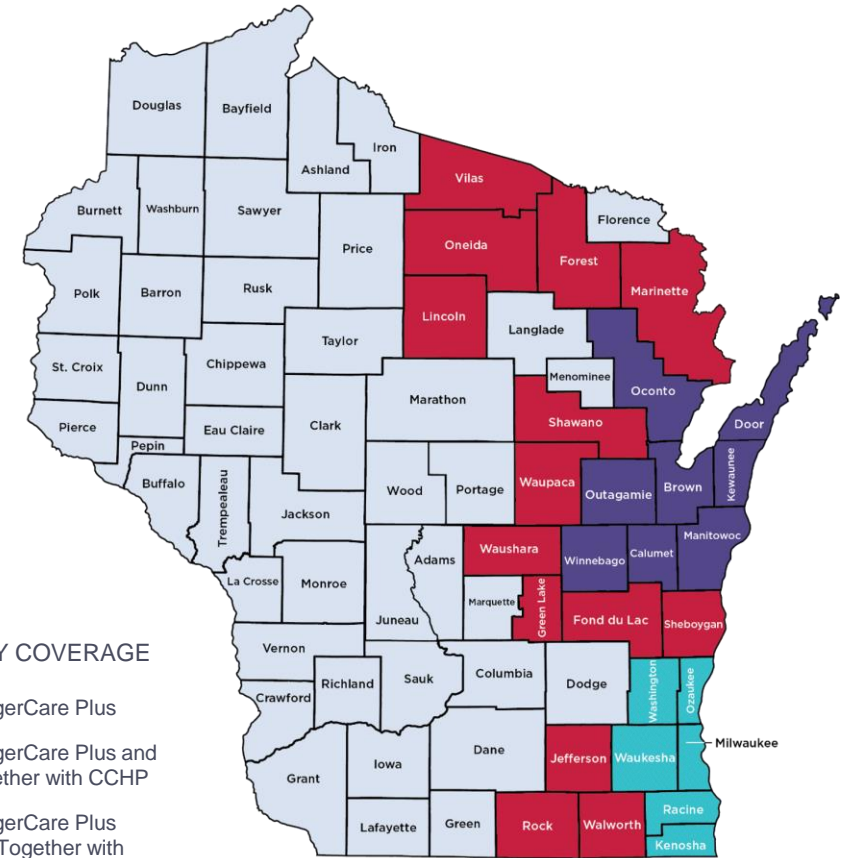 Douglas
Bayfield
Iron
Ashland
Vilas
Burnett
Washburn
Sawyer
Florence
Price
Oneida
Forest
Polk
Barron
Rusk
Marinette
Lincoln
Langlade
Taylor
St. Croix
Chippewa
Menominee
Dunn
Oconto
Marathon
Shawano
Door
Pierce
Eau Claire
Clark
Pepin
Buffalo
Trempealeau
Wood
Portage
Waupaca
Outagamie
Brown
Kewaunee
Jackson
Adams
Waushara
Winnebago
Calumet
Manitowoc
La Crosse
Monroe
Juneau
Marquette
Green Lake
Fond du Lac
Sheboygan
Vernon
Richland
Sauk
Columbia
Dodge
Washington
Ozaukee
Crawford
Milwaukee
Dane
Jefferson
Waukesha
Iowa
Grant
Racine
Lafayette
Green
Rock
Walworth
Kenosha
Y COVERAGE
gerCare Plus
gerCare Plus and
ether with CCHP
gerCare Plus
Together with